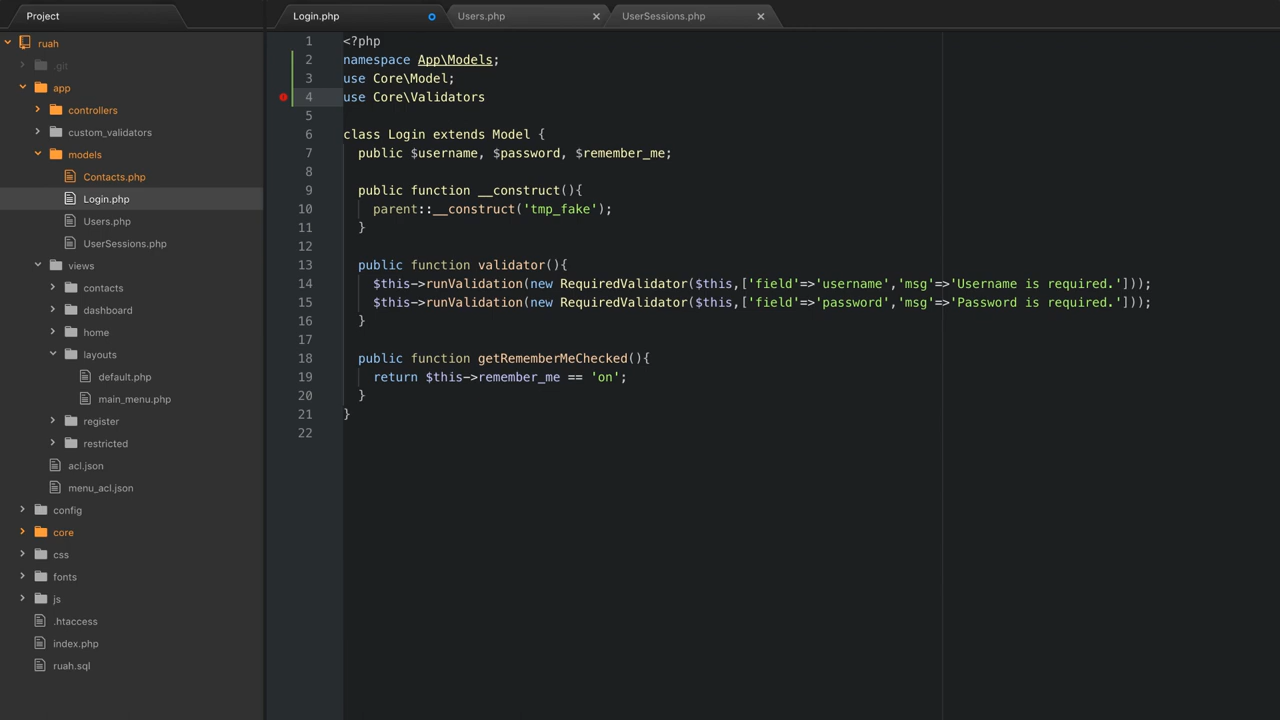 Project
Login.php
Users.php
UserSessions.php
ruah
.git
app
controllers
custom_validators
models
Contacts.php
Login.php
Users.php
UserSessions.php
views
contacts
dashboard
home
layouts
default.php
main_menu.php
register
restricted
acl.json
menu_acl.json
config
core
css
fonts
js
.htaccess
index.php
ruah.sql
1 <?php
2 namespace App\Models;
3 use Core\Model;
4 use Core\Validators
5
6 class Login extends Model {
7 public $username, $password, $remember_me;
8
9 public function __construct(){
10 parent::__construct('tmp_fake');
11 }
12
13 public function validator(){
14 $this->runValidation(new RequiredValidator($this,['field'=>'username','msg'=>'Username is required.']));
15 $this->runValidation(new RequiredValidator($this,['field'=>'password','msg'=>'Password is required.']));
16 }
17
18 public function getRememberMeChecked(){
19 return $this->remember_me == 'on';
20 }
21 }
22